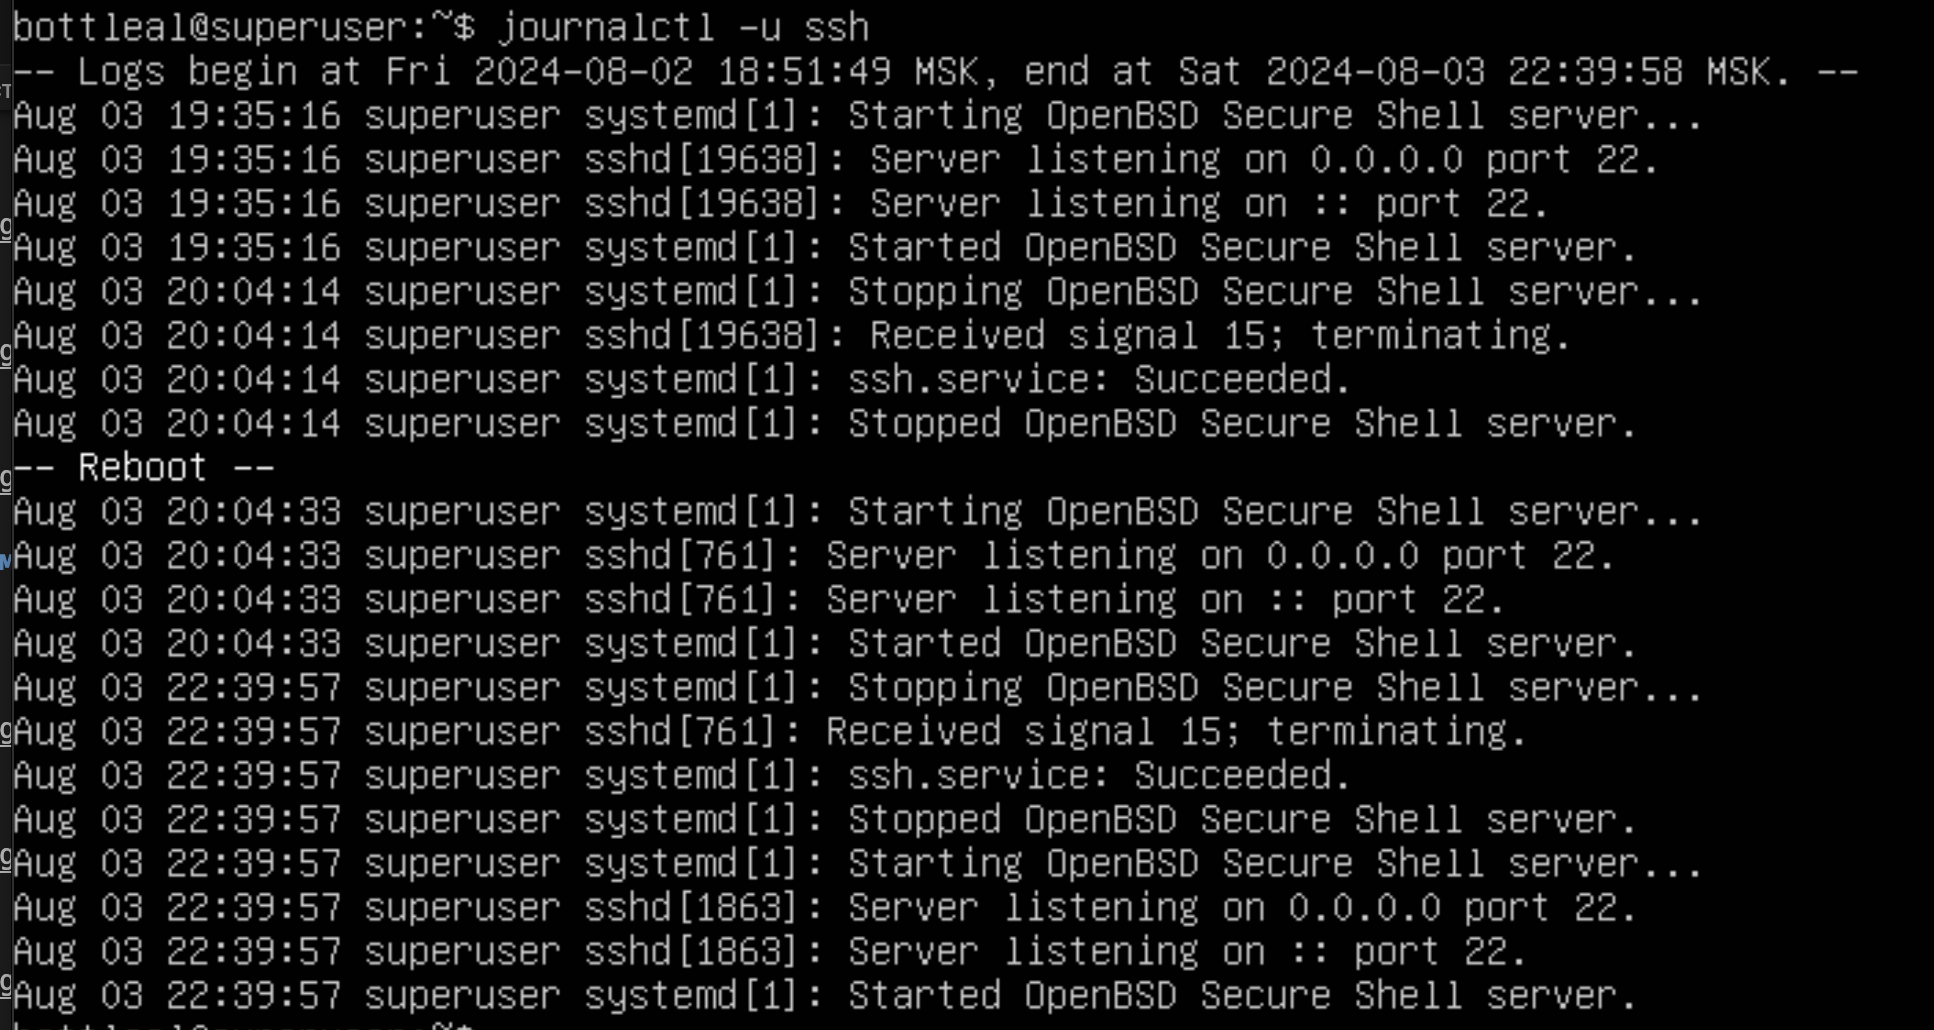 bottleal@superuser:~$ journalctl -u ssh
-- Logs begin at Fri 2024-08-02 18:51:49 MSK, end at Sat 2024-08-03 22:39:58 MSK. --
Aug 03 19:35:16 superuser systemd[1]: Starting OpenBSD Secure Shell server...
Aug 03 19:35:16 superuser sshd[19638]: Server listening on 0.0.0.0 port 22.
Aug 03 19:35:16 superuser sshd[19638]: Server listening on :: port 22.
Aug 03 19:35:16 superuser systemd[1]: Started OpenBSD Secure Shell server.
Aug 03 20:04:14 superuser systemd[1]: Stopping OpenBSD Secure Shell server...
Aug 03 20:04:14 superuser sshd[19638]: Received signal 15; terminating.
Aug 03 20:04:14 superuser systemd[1]: ssh.service: Succeeded.
Aug 03 20:04:14 superuser systemd[1]: Stopped OpenBSD Secure Shell server.
-- Reboot --
Aug 03 20:04:33 superuser systemd[1]: Starting OpenBSD Secure Shell server...
Aug 03 20:04:33 superuser sshd[761]: Server listening on 0.0.0.0 port 22.
Aug 03 20:04:33 superuser sshd[761]: Server listening on :: port 22.
Aug 03 20:04:33 superuser systemd[1]: Started OpenBSD Secure Shell server.
Aug 03 22:39:57 superuser systemd[1]: Stopping OpenBSD Secure Shell server...
Aug 03 22:39:57 superuser sshd[761]: Received signal 15; terminating.
Aug 03 22:39:57 superuser systemd[1]: ssh.service: Succeeded.
Aug 03 22:39:57 superuser systemd[1]: Stopped OpenBSD Secure Shell server.
Aug 03 22:39:57 superuser systemd[1]: Starting OpenBSD Secure Shell server...
Aug 03 22:39:57 superuser sshd[1863]: Server listening on 0.0.0.0 port 22.
Aug 03 22:39:57 superuser sshd[1863]: Server listening on :: port 22.
Aug 03 22:39:57 superuser systemd[1]: Started OpenBSD Secure Shell server.